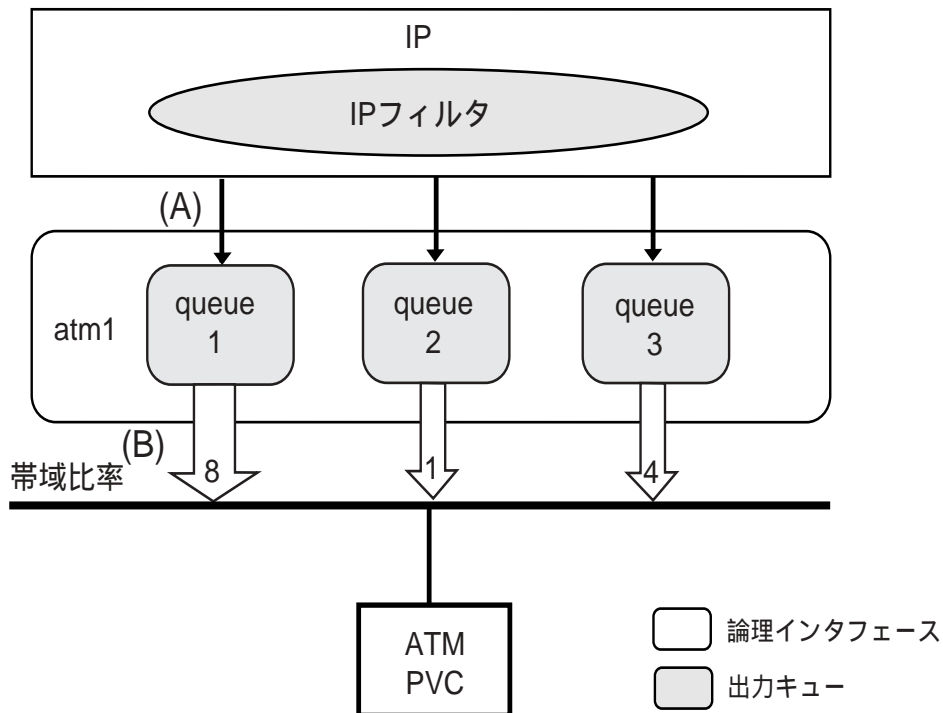 IP
IPフィルタ
(A)
atm1
queue
1
queue
2
queue
3
(B)
帯域比率
8
1
4
ATM
PVC
論理インタフェース
出力キュー